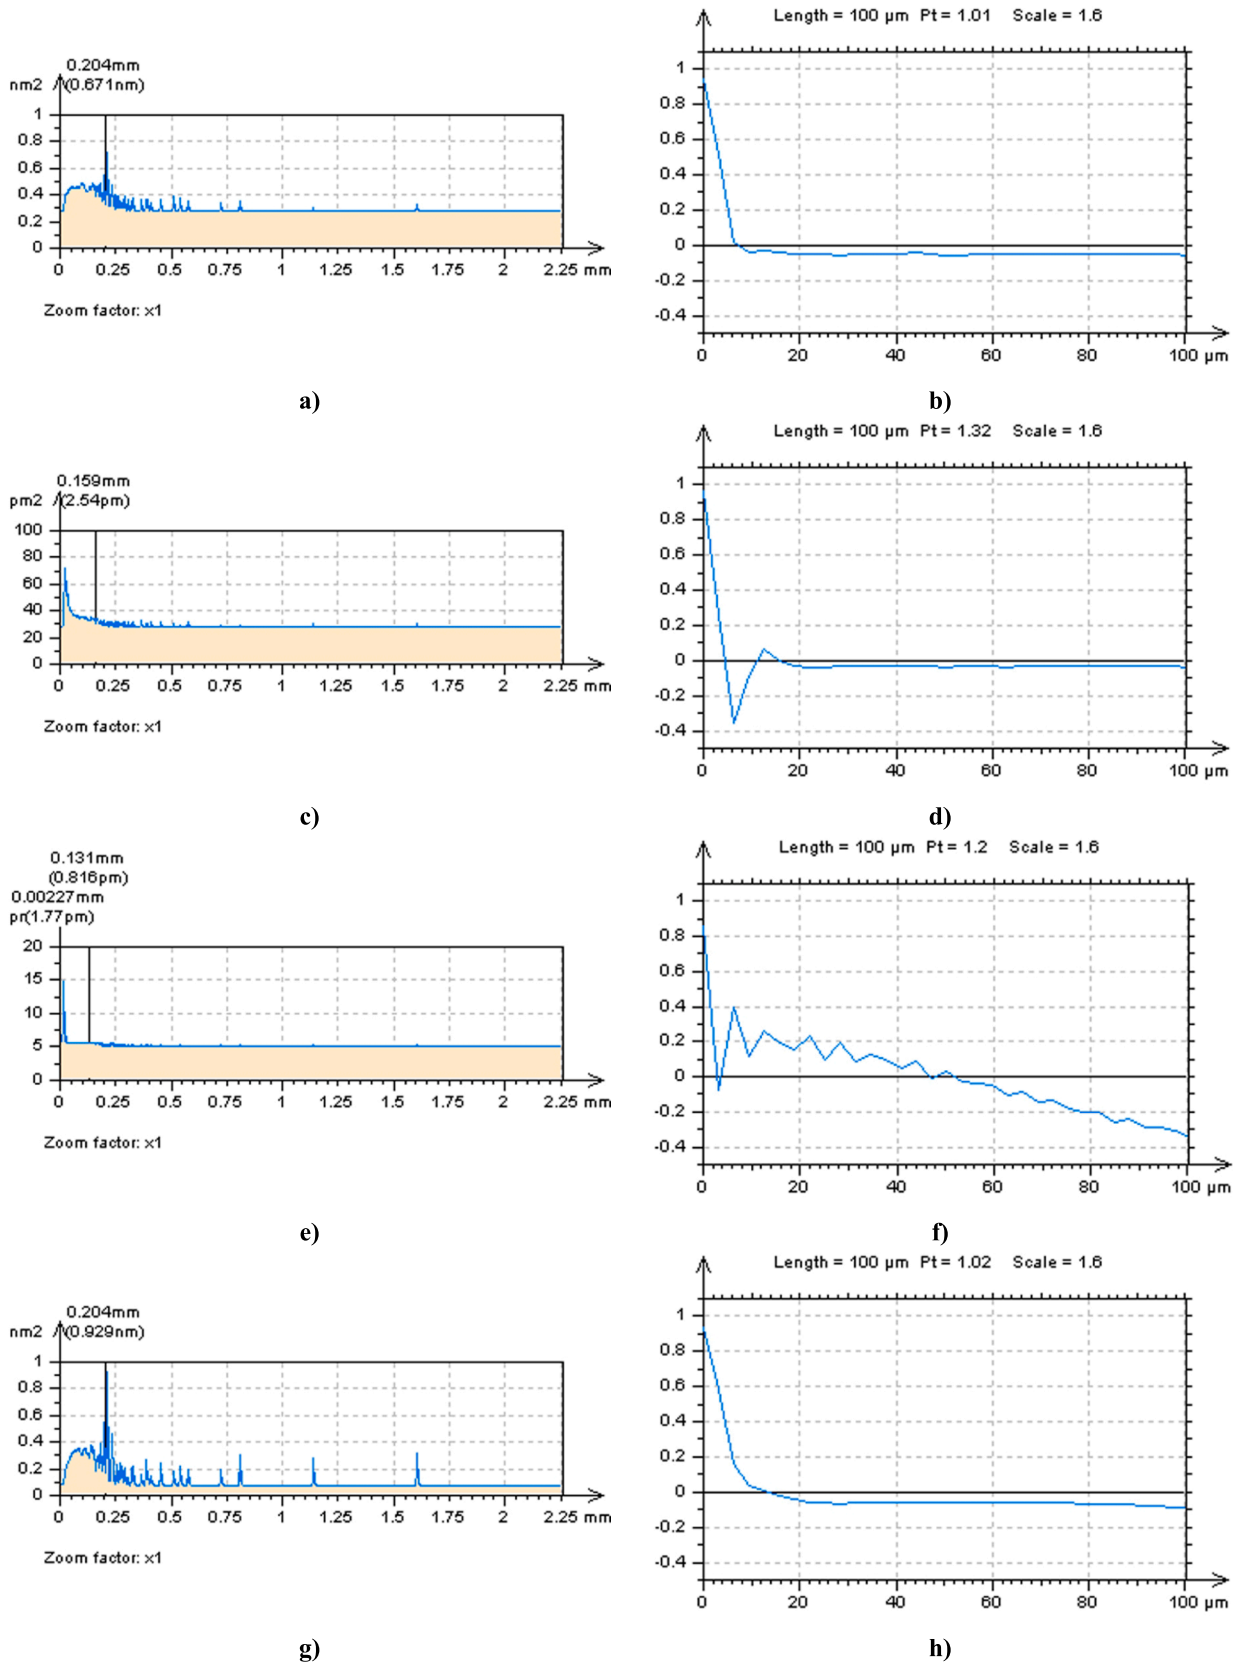 0.204mm
nm2 (0.671nm)
1
0.8
0.6
0.4
0.2
0
0 0.25 0.5 0.75 1 1.25 1.5 1.75 2 2.25 mm
Zoom factor: x1
a)
Length = 100 µm Pt = 1.01 Scale = 1.6
1
0.8
0.6
0.4
0.2
0
-0.2
-0.4
0 20 40 60 80 100 µm
b)
0.159mm
pm2 (2.54pm)
100
80
60
40
20
0
0 0.25 0.5 0.75 1 1.25 1.5 1.75 2 2.25 mm
Zoom factor: x1
c)
Length = 100 µm Pt = 1.32 Scale = 1.6
1
0.8
0.6
0.4
0.2
0
-0.2
-0.4
0 20 40 60 80 100 µm
d)
0.131mm
(0.816pm)
0.00227mm
pr(1.77pm)
20
15
10
5
0
0 0.25 0.5 0.75 1 1.25 1.5 1.75 2 2.25 mm
Zoom factor: x1
e)
Length = 100 µm Pt = 1.2 Scale = 1.6
1
0.8
0.6
0.4
0.2
0
-0.2
-0.4
0 20 40 60 80 100 µm
f)
0.204mm
nm2 (0.929nm)
1
0.8
0.6
0.4
0.2
0
0 0.25 0.5 0.75 1 1.25 1.5 1.75 2 2.25 mm
Zoom factor: x1
g)
Length = 100 µm Pt = 1.02 Scale = 1.6
1
0.8
0.6
0.4
0.2
0
-0.2
-0.4
0 20 40 60 80 100 µm
h)